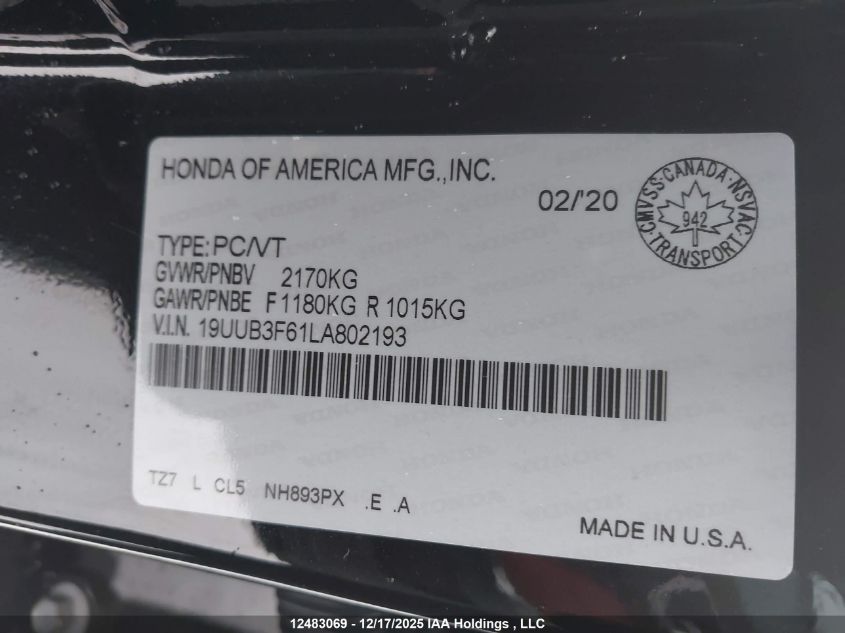 HONDA OF AMERICA MFG.,INC.
02/'20
CMVSS·CANADA·NSVAC
942
·TRANSPORT·
TYPE:PC/VT
GVWR/PNBV 2170KG
GAWR/PNBE F1180KG R1015KG
V.I.N. 19UUB3F61LA802193
TZ7 L CL5 NH893PX .E .A
MADE IN U.S.A.
12483069 - 12/17/2025 IAA Holdings , LLC